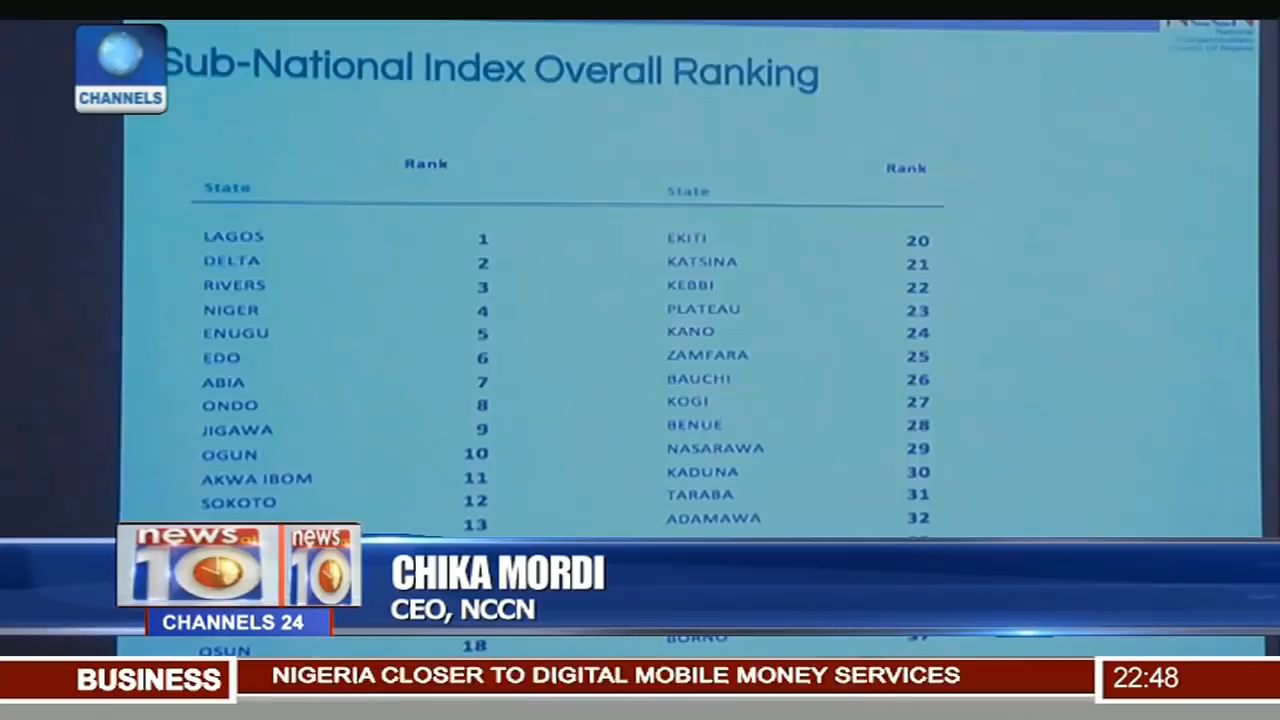 CHANNELS
NCCN
Sub-National Index Overall Ranking
Rank Rank
State State
LAGOS 1 EKITI 20
DELTA 2 KATSINA 21
RIVERS 3 KEBBI 22
NIGER 4 PLATEAU 23
ENUGU 5 KANO 24
EDO 6 ZAMFARA 25
ABIA 7 BAUCHI 26
ONDO 8 KOGI 27
JIGAWA 9 BENUE 28
OGUN 10 NASARAWA 29
AKWA IBOM 11 KADUNA 30
SOKOTO 12 TARABA 31
13 ADAMAWA 32
news at 10 news at 10
CHIKA MORDI
CEO, NCCN
CHANNELS 24
BORNO 37
OSUN 18
BUSINESS NIGERIA CLOSER TO DIGITAL MOBILE MONEY SERVICES 22:48